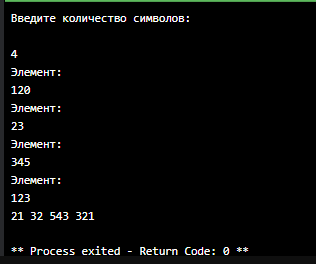 Введите количество символов:
4
Элемент:
120
Элемент:
23
Элемент:
345
Элемент:
123
21 32 543 321
** Process exited - Return Code: 0 **